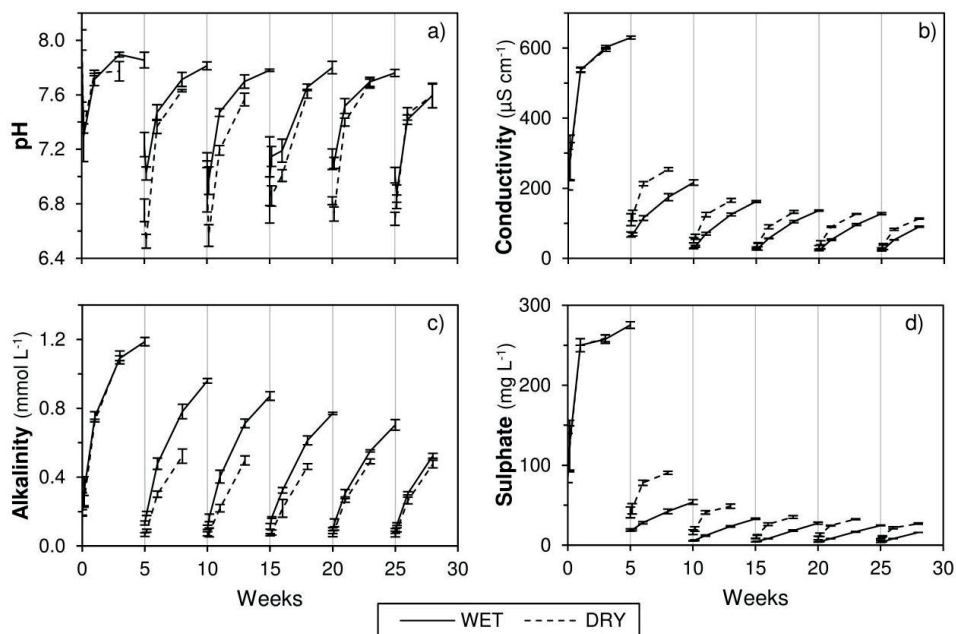 a)
8.0
7.6
7.2
6.8
6.4
pH
b)
600
400
200
0
Conductivity (µS cm⁻¹)
c)
1.2
0.8
0.4
0.0
0 5 10 15 20 25 30
Alkalinity (mmol L⁻¹)
Weeks
d)
300
200
100
0
0 5 10 15 20 25 30
Sulphate (mg L⁻¹)
Weeks
WET DRY